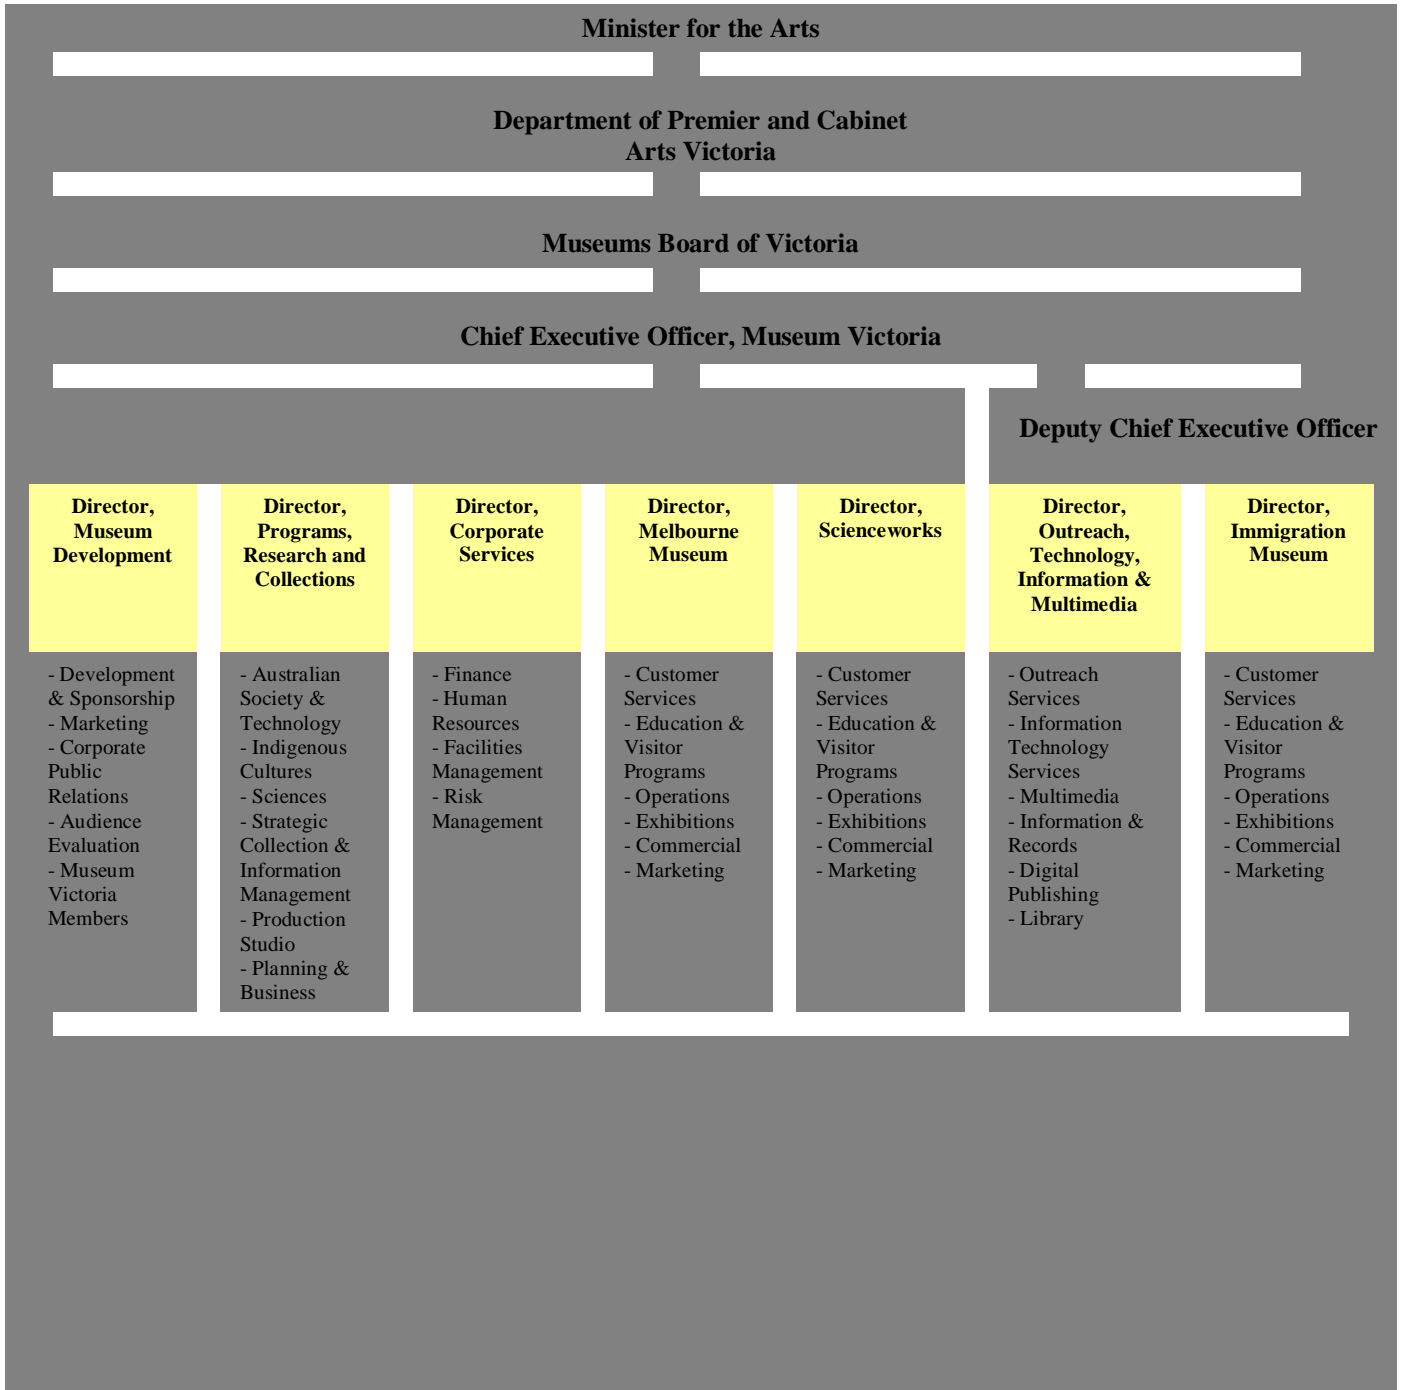 Minister for the Arts
Department of Premier and Cabinet
Arts Victoria
Museums Board of Victoria
Chief Executive Officer, Museum Victoria
Deputy Chief Executive Officer
Director,
Museum
Development
- Development
& Sponsorship
- Marketing
- Corporate
Public
Relations
- Audience
Evaluation
- Museum
Victoria
Members
Director,
Programs,
Research and
Collections
- Australian
Society &
Technology
- Indigenous
Cultures
- Sciences
- Strategic
Collection &
Information
Management
- Production
Studio
- Planning &
Business
Director,
Corporate
Services
- Finance
- Human
Resources
- Facilities
Management
- Risk
Management
Director,
Melbourne
Museum
- Customer
Services
- Education &
Visitor
Programs
- Operations
- Exhibitions
- Commercial
- Marketing
Director,
Scienceworks
- Customer
Services
- Education &
Visitor
Programs
- Operations
- Exhibitions
- Commercial
- Marketing
Director,
Outreach,
Technology,
Information &
Multimedia
- Outreach
Services
- Information
Technology
Services
- Multimedia
- Information &
Records
- Digital
Publishing
- Library
Director,
Immigration
Museum
- Customer
Services
- Education &
Visitor
Programs
- Operations
- Exhibitions
- Commercial
- Marketing